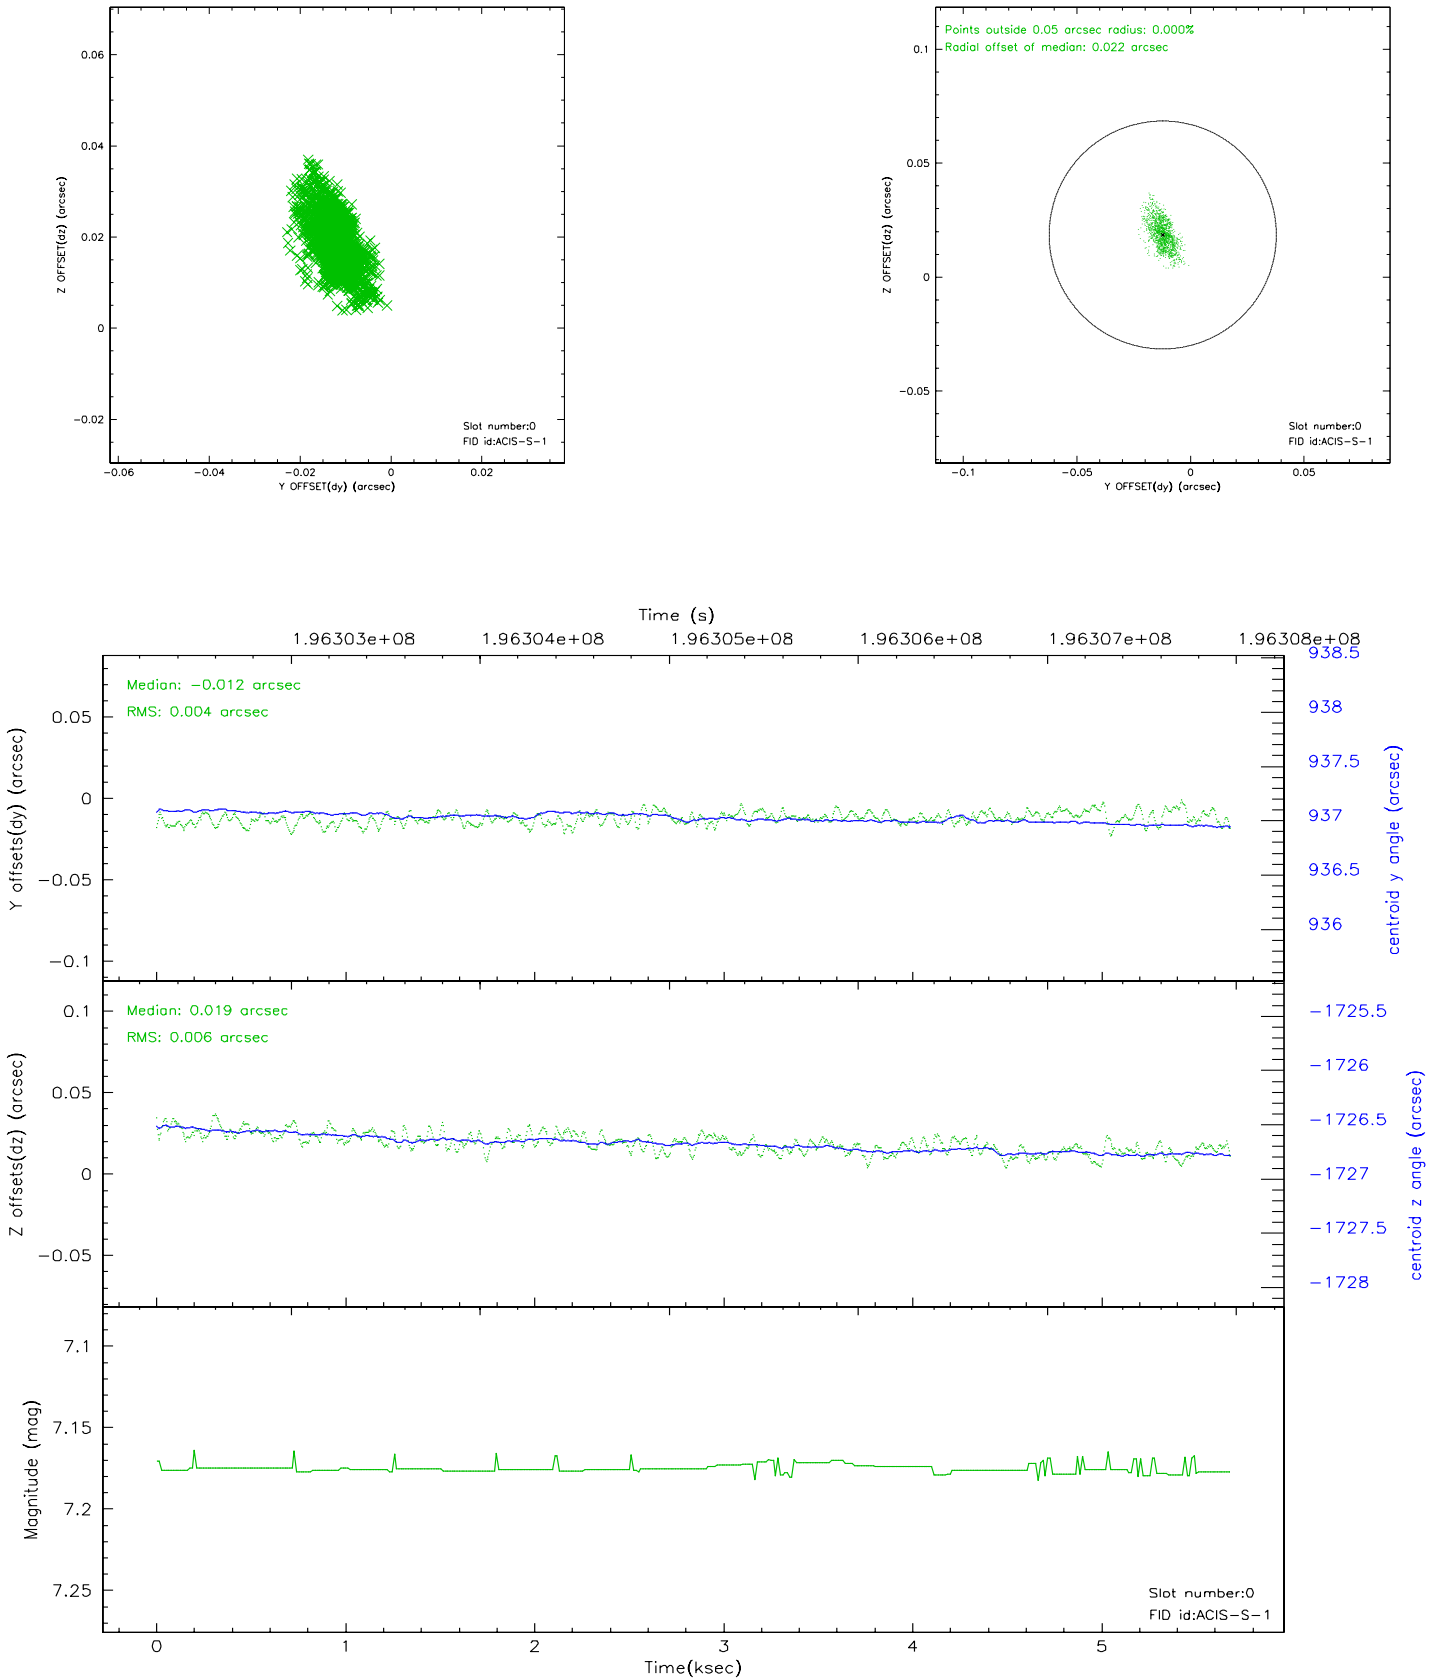 0.06
0.04
0.02
0
−0.02
Z OFFSET(dz) (arcsec)
Slot number:0
FID id:ACIS−S−1
−0.06 −0.04 −0.02 0 0.02
Y OFFSET(dy) (arcsec)
Points outside 0.05 arcsec radius: 0.000%
Radial offset of median: 0.022 arcsec
0.1
0.05
0
−0.05
Z OFFSET(dz) (arcsec)
Slot number:0
FID id:ACIS−S−1
−0.1 −0.05 0 0.05
Y OFFSET(dy) (arcsec)
Time (s)
1.96303e+08 1.96304e+08 1.96305e+08 1.96306e+08 1.96307e+08 1.96308e+08
Median: −0.012 arcsec
RMS: 0.004 arcsec
0.05
0
−0.05
−0.1
Y offsets(dy) (arcsec)
938.5
938
937.5
937
936.5
936
centroid y angle (arcsec)
Median: 0.019 arcsec
RMS: 0.006 arcsec
0.1
0.05
0
−0.05
Z offsets(dz) (arcsec)
−1725.5
−1726
−1726.5
−1727
−1727.5
−1728
centroid z angle (arcsec)
7.1
7.15
7.2
7.25
Magnitude (mag)
Slot number:0
FID id:ACIS−S−1
0 1 2 3 4 5
Time(ksec)